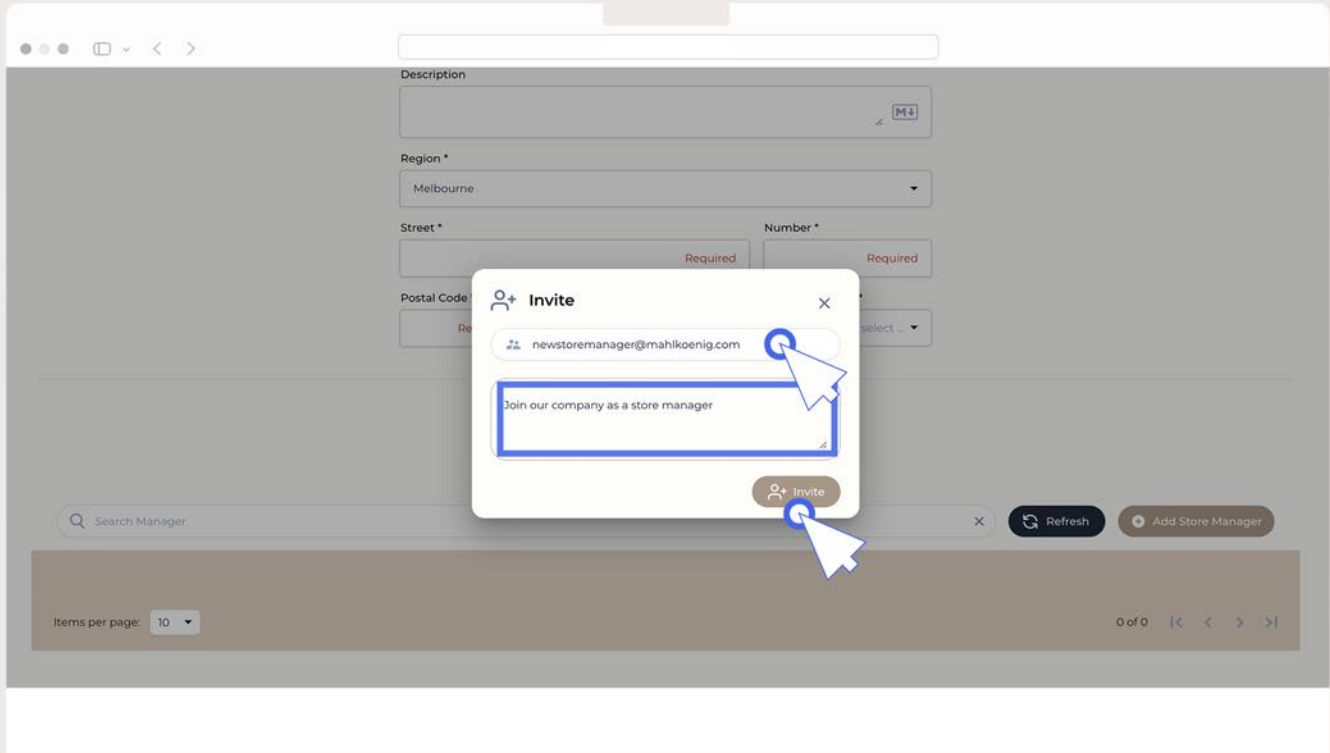 Description
M
Region *
Melbourne
Street *
Number *
Required
Required
Postal Code
Re
select ...
Invite
newstoremanager@mahlkoenig.com
Join our company as a store manager
Invite
Search Manager
Refresh
Add Store Manager
Items per page: 10
0 of 0